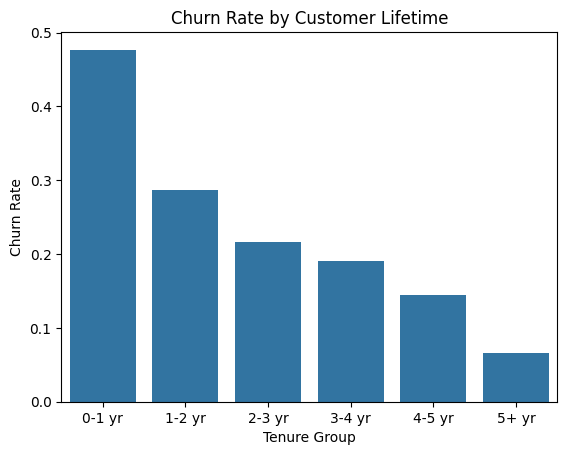 Churn Rate by Customer Lifetime
0.5
0.4
0.3
0.2
0.1
0.0
Churn Rate
0-1 yr 1-2 yr 2-3 yr 3-4 yr 4-5 yr 5+ yr
Tenure Group